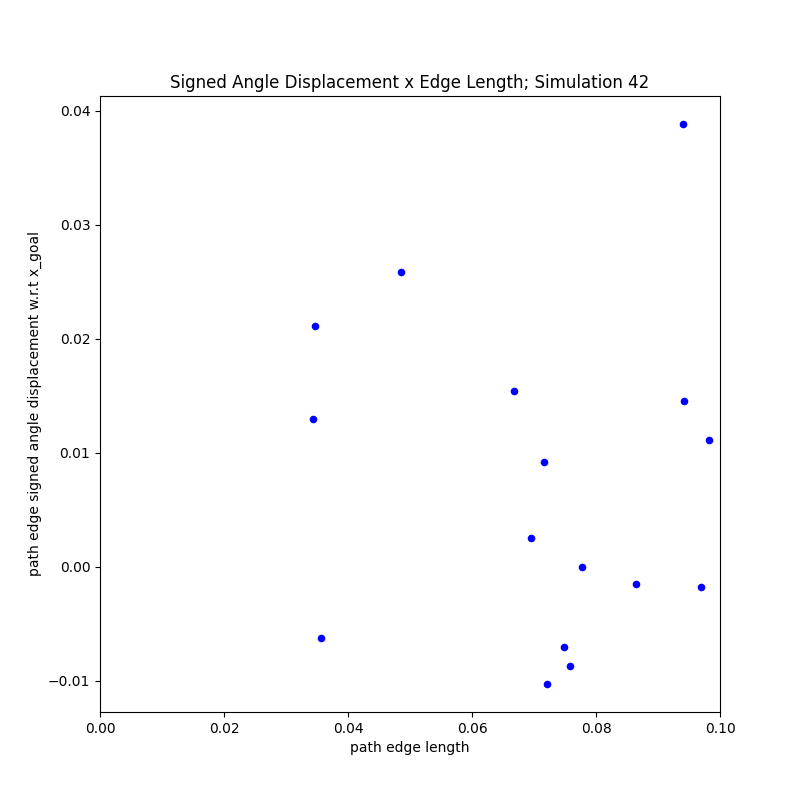 Signed Angle Displacement x Edge Length; Simulation 42
path edge signed angle displacement w.r.t x_goal
0.04
0.03
0.02
0.01
0.00
−0.01
0.00 0.02 0.04 0.06 0.08 0.10
path edge length